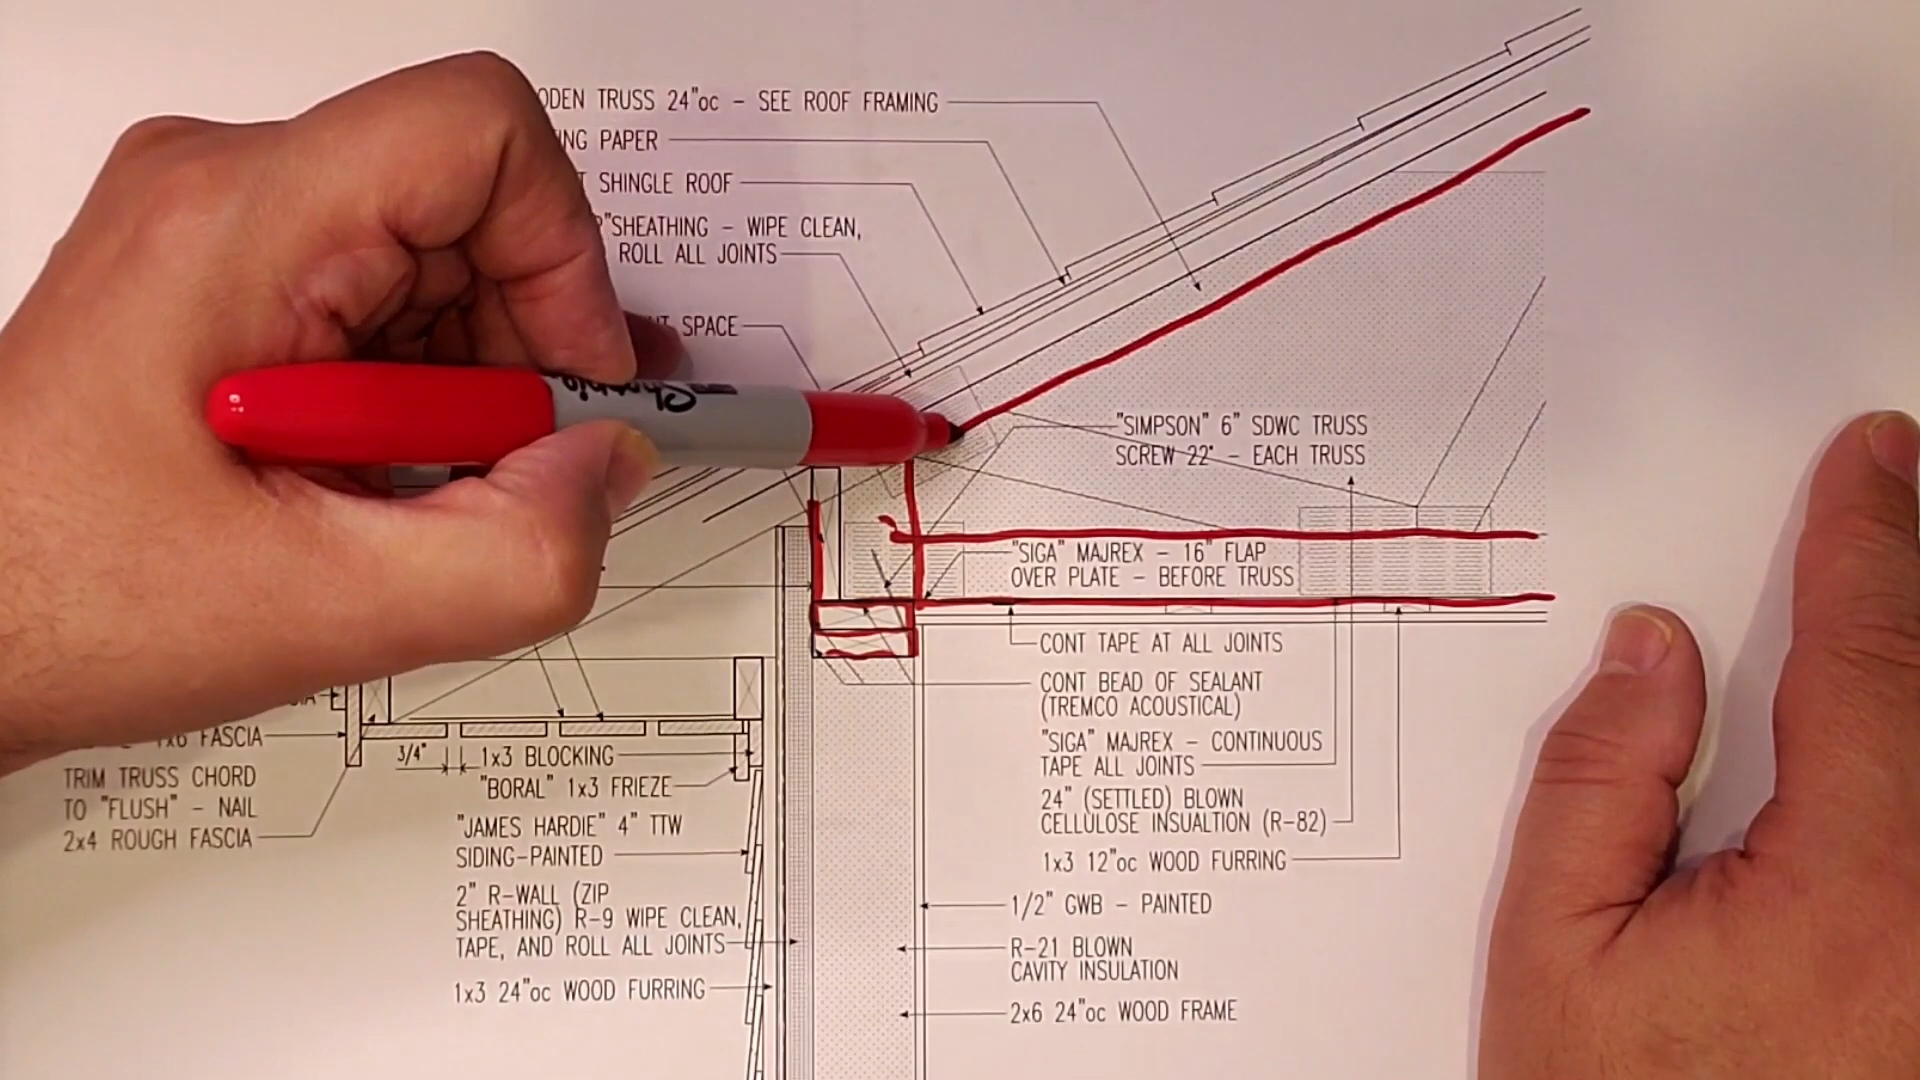 TRUSS 24"oc - SEE ROOF FRAMING
PAPER
SHINGLE ROOF
SHEATHING - WIPE CLEAN,
ROLL ALL JOINTS
SPACE
Sharpie
"SIMPSON" 6" SDWC TRUSS
SCREW 22° - EACH TRUSS
"SIGA" MAJREX - 16" FLAP
OVER PLATE - BEFORE TRUSS
CONT TAPE AT ALL JOINTS
CONT BEAD OF SEALANT
(TREMCO ACOUSTICAL)
"SIGA" MAJREX - CONTINUOUS
TAPE ALL JOINTS
24" (SETTLED) BLOWN
CELLULOSE INSUALTION (R-82)
1x3 12"oc WOOD FURRING
1/2" GWB - PAINTED
R-21 BLOWN
CAVITY INSULATION
2x6 24"oc WOOD FRAME
1x6 FASCIA
TRIM TRUSS CHORD
TO "FLUSH" - NAIL
2x4 ROUGH FASCIA
3/4"
1x3 BLOCKING
"BORAL" 1x3 FRIEZE
"JAMES HARDIE" 4" TTW
SIDING-PAINTED
2" R-WALL (ZIP
SHEATHING) R-9 WIPE CLEAN,
TAPE, AND ROLL ALL JOINTS
1x3 24"oc WOOD FURRING